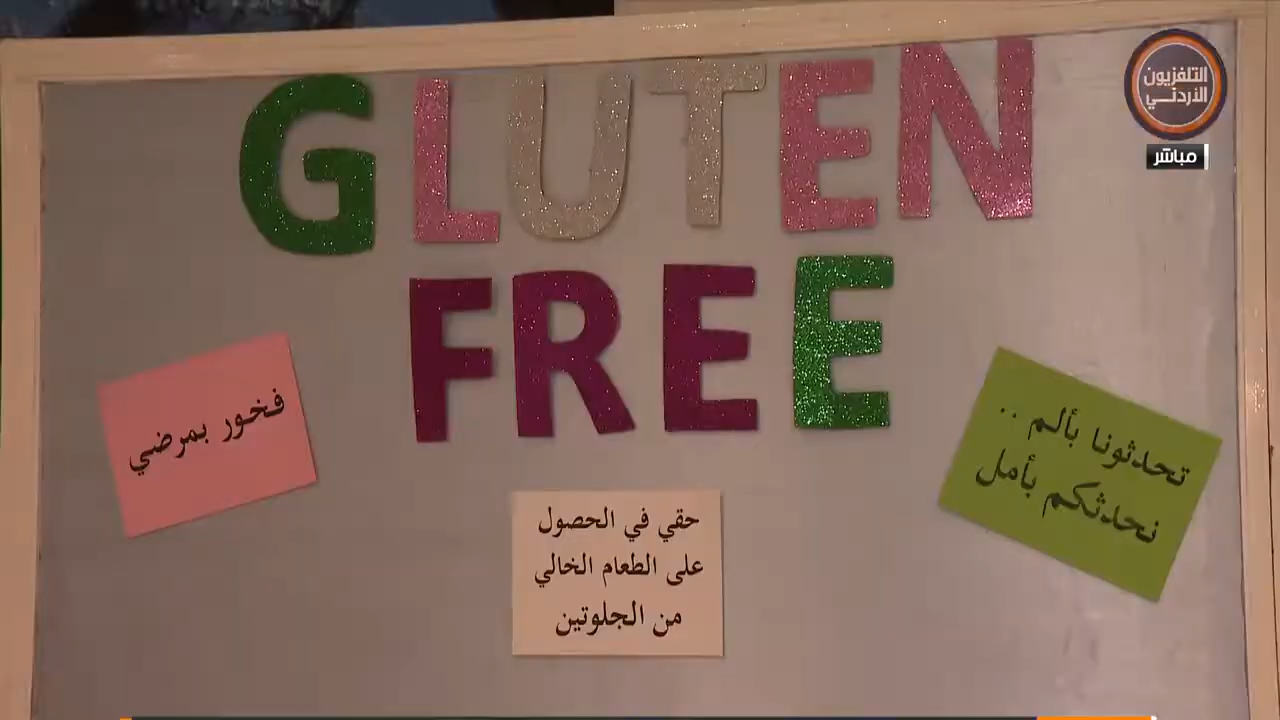 GLUTEN
FREE
التلفزيون
الأردني
مباشر
فخور بمرضي
تحدثونا بألم ..
نحدثكم بأمل
حقي في الحصول
على الطعام الخالي
من الجلوتين